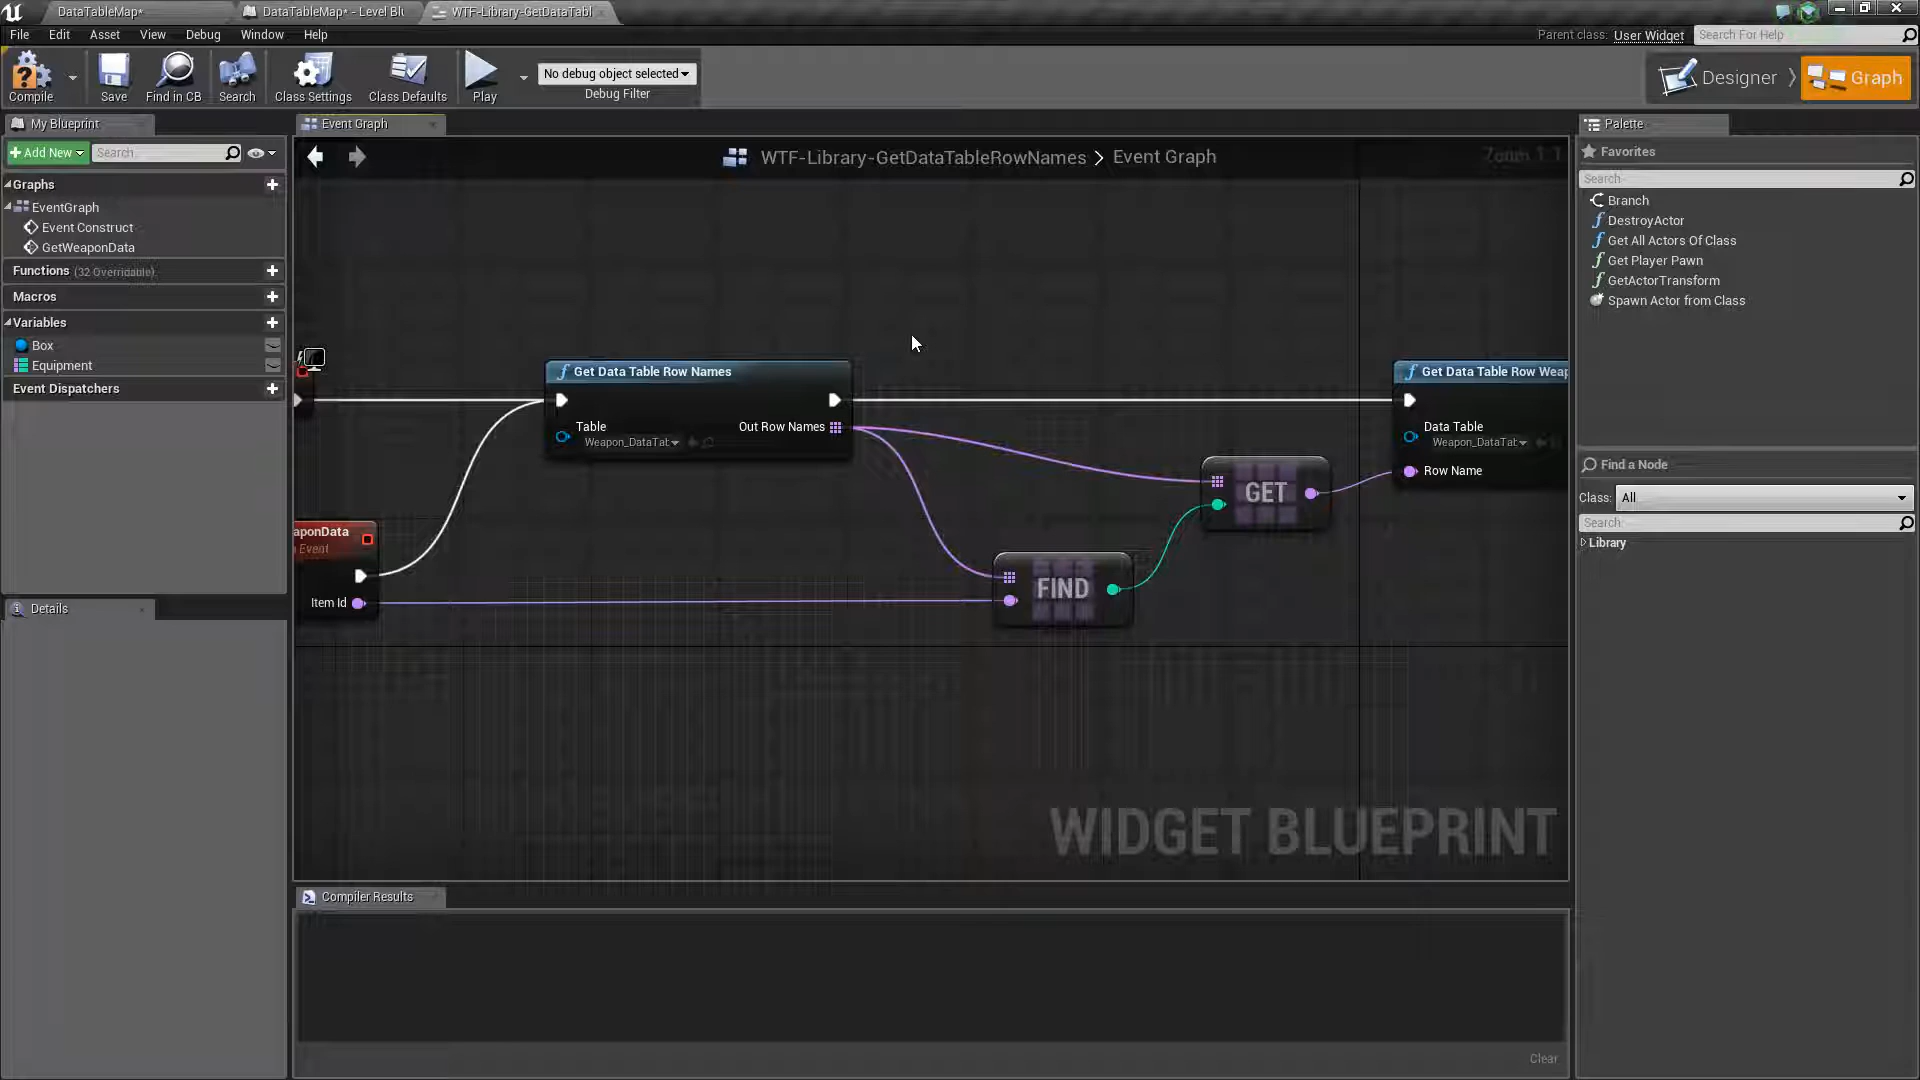 DataTableMap*
DataTableMap* - Level Blu
WTF-Library-GetDataTabl
File Edit Asset View Debug Window Help
Parent class: User Widget
Search For Help
Compile
Save
Find in CB
Search
Class Settings
Class Defaults
Play
No debug object selected
Debug Filter
Designer
Graph
My Blueprint
Event Graph
Palette
+Add New
Search
WTF-Library-GetDataTableRowNames > Event Graph
Zoom 1:1
Favorites
Search
Graphs
EventGraph
Event Construct
GetWeaponData
Functions (32 Overridable)
Macros
Variables
Box
Equipment
Event Dispatchers
Branch
DestroyActor
Get All Actors Of Class
Get Player Pawn
GetActorTransform
Spawn Actor from Class
Get Data Table Row Names
Table
Weapon_DataTat
Out Row Names
Get Data Table Row Weap
Data Table
Weapon_DataTat
Row Name
GET
FIND
aponData
Event
Item Id
Find a Node
Class: All
Search
Library
Details
WIDGET BLUEPRINT
Compiler Results
Clear